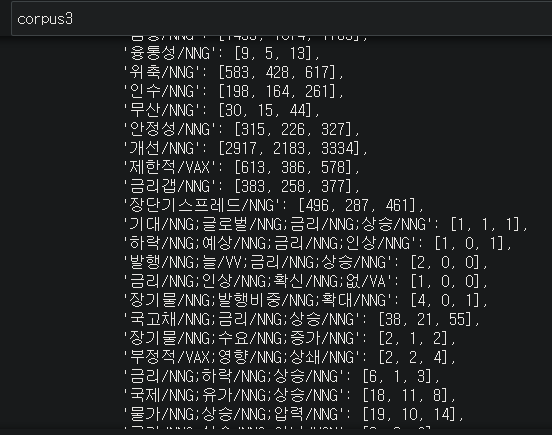 corpus3
'융통성/NNG': [9, 5, 13],
'위축/NNG': [583, 428, 617],
'인수/NNG': [198, 164, 261],
'무산/NNG': [30, 15, 44],
'안정성/NNG': [315, 226, 327],
'개선/NNG': [2917, 2183, 3334],
'제한적/VAX': [613, 386, 578],
'금리갭/NNG': [383, 258, 377],
'장단기스프레드/NNG': [496, 287, 461],
'기대/NNG;글로벌/NNG;금리/NNG;상승/NNG': [1, 1, 1],
'하락/NNG;예상/NNG;금리/NNG;인상/NNG': [1, 0, 1],
'발행/NNG;늘/VV;금리/NNG;상승/NNG': [2, 0, 0],
'금리/NNG;인상/NNG;확신/NNG;없/VA': [1, 0, 0],
'장기물/NNG;발행비중/NNG;확대/NNG': [4, 0, 1],
'국고채/NNG;금리/NNG;상승/NNG': [38, 21, 55],
'장기물/NNG;수요/NNG;증가/NNG': [2, 1, 2],
'부정적/VAX;영향/NNG;상쇄/NNG': [2, 2, 4],
'금리/NNG;하락/NNG;상승/NNG': [6, 1, 3],
'국제/NNG;유가/NNG;상승/NNG': [18, 11, 8],
'물가/NNG;상승/NNG;압력/NNG': [19, 10, 14],